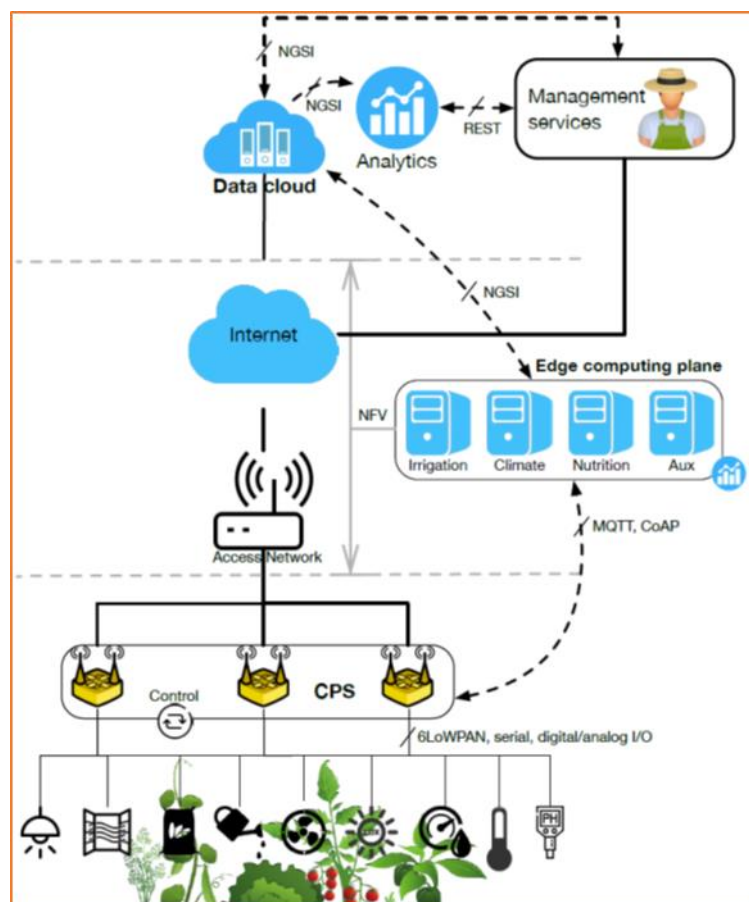 NGSI
NGSI
Management
services
REST
Analytics
Data cloud
NGSI
Internet
Edge computing plane
NFV
Irrigation
Climate
Nutrition
Aux
MQTT, CoAP
Access Network
CPS
Control
6LoWPAN, serial, digital/analog I/O
PH